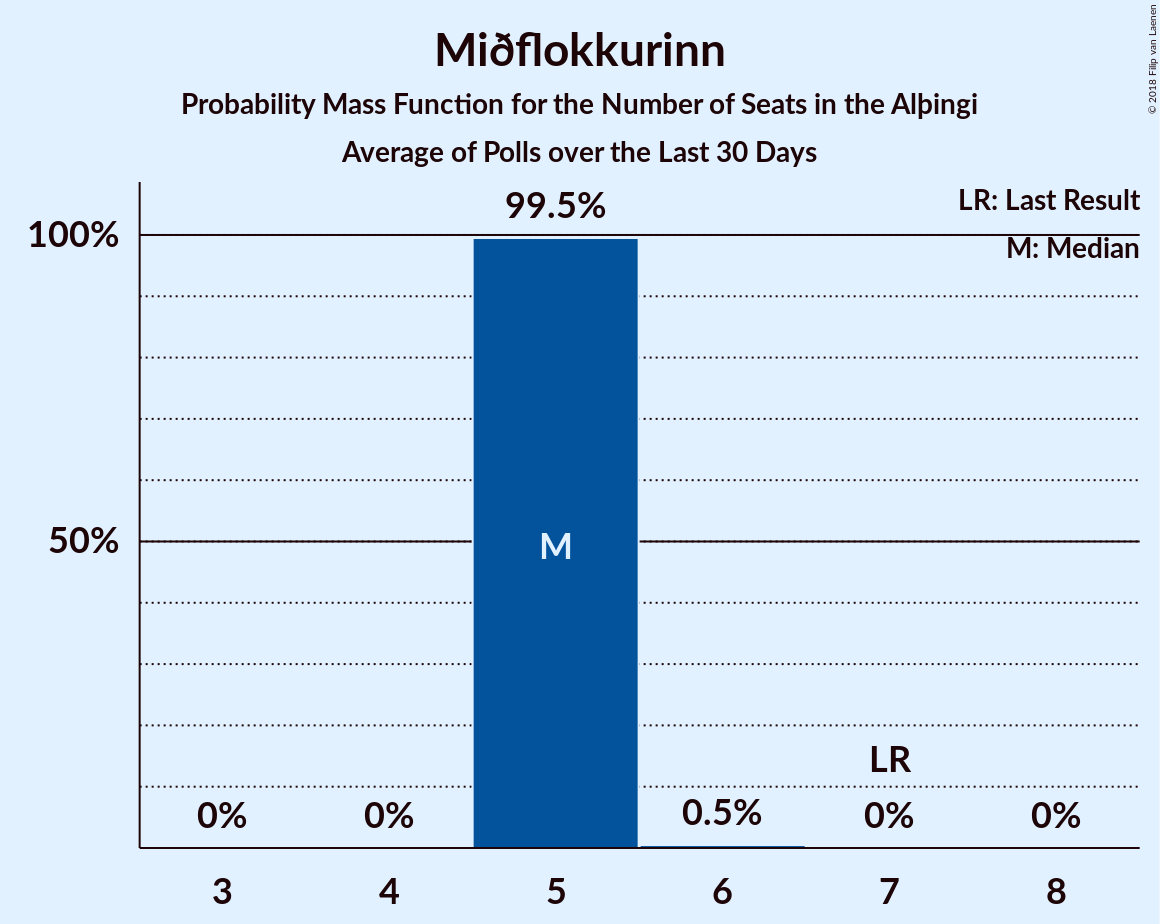 Miðflokkurinn
Probability Mass Function for the Number of Seats in the Alþingi
Average of Polls over the Last 30 Days
© 2018 Filip van Laenen
LR: Last Result
M: Median
99.5%
100%
50%
M
LR
0%
0%
0.5%
0%
0%
3
4
5
6
7
8